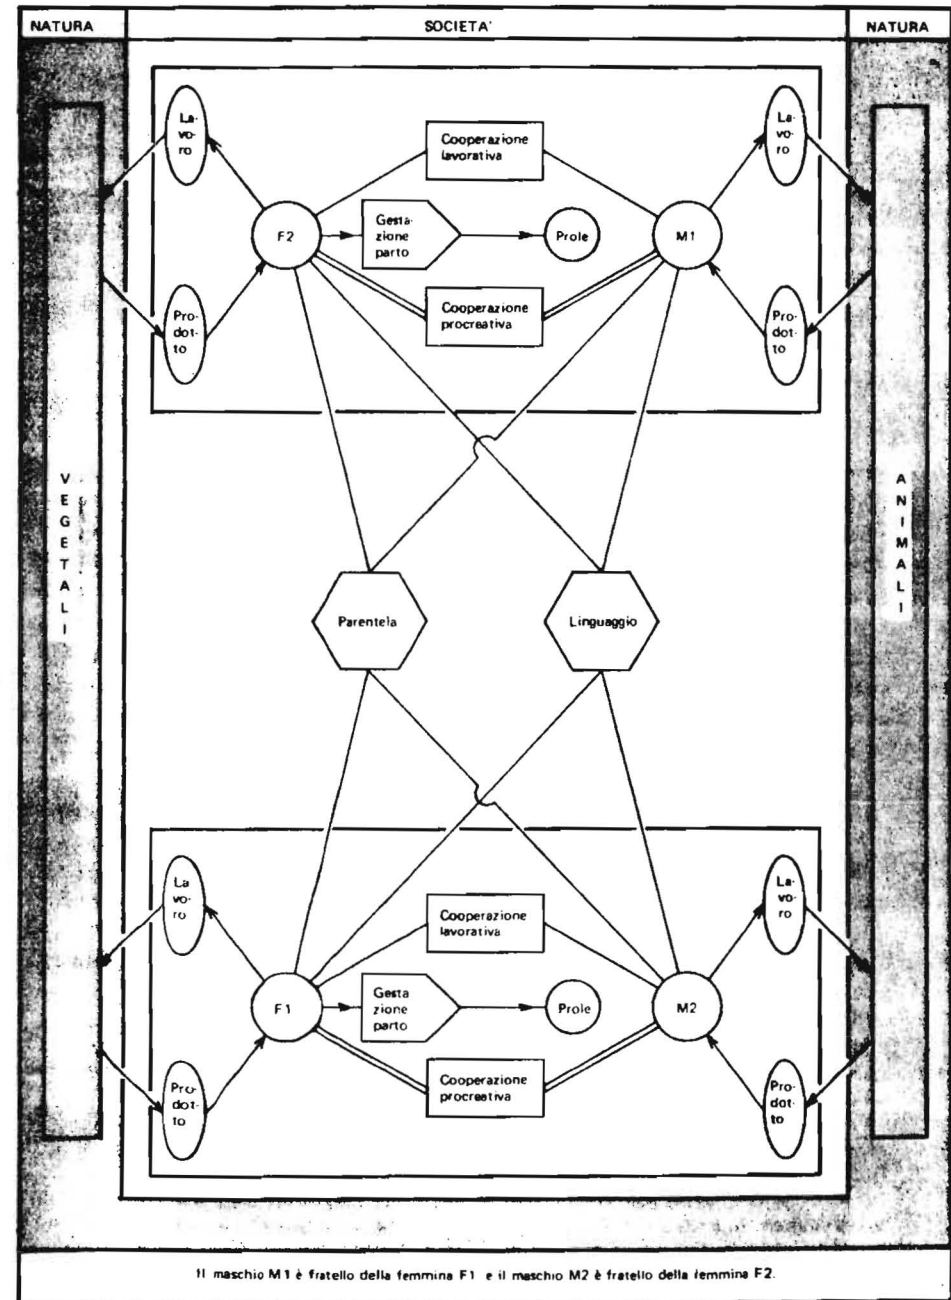 NATURA
SOCIETA'
NATURA
La-
vo-
ro
Cooperazione
lavorativa
La-
vo-
ro
F2
Gesta-
zione
parto
Prole
M1
Pro-
dot-
to
Cooperazione
procreativa
Pro-
dot-
to
V
E
G
E
T
A
L
I
A
N
I
M
A
L
I
Parentela
Linguaggio
La
vo-
ro
Cooperazione
lavorativa
La-
vo-
ro
F1
Gesta
zione
parto
Prole
M2
Pro-
dot-
to
Cooperazione
procreativa
Pro-
dot-
to
Il maschio M1 è fratello della femmina F1 e il maschio M2 è fratello della femmina F2.